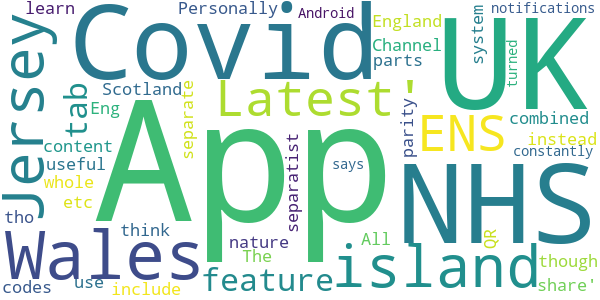 learn Personally Android England notifications
Covid UK
Jersey tab Scotland Channel parts system turned
Latest'
App
Eng separate ENS combined
content parity
useful separatist instead
whole says constantly
etc NHS
tho think nature All QR
Wales The though
feature island
codes use include share'